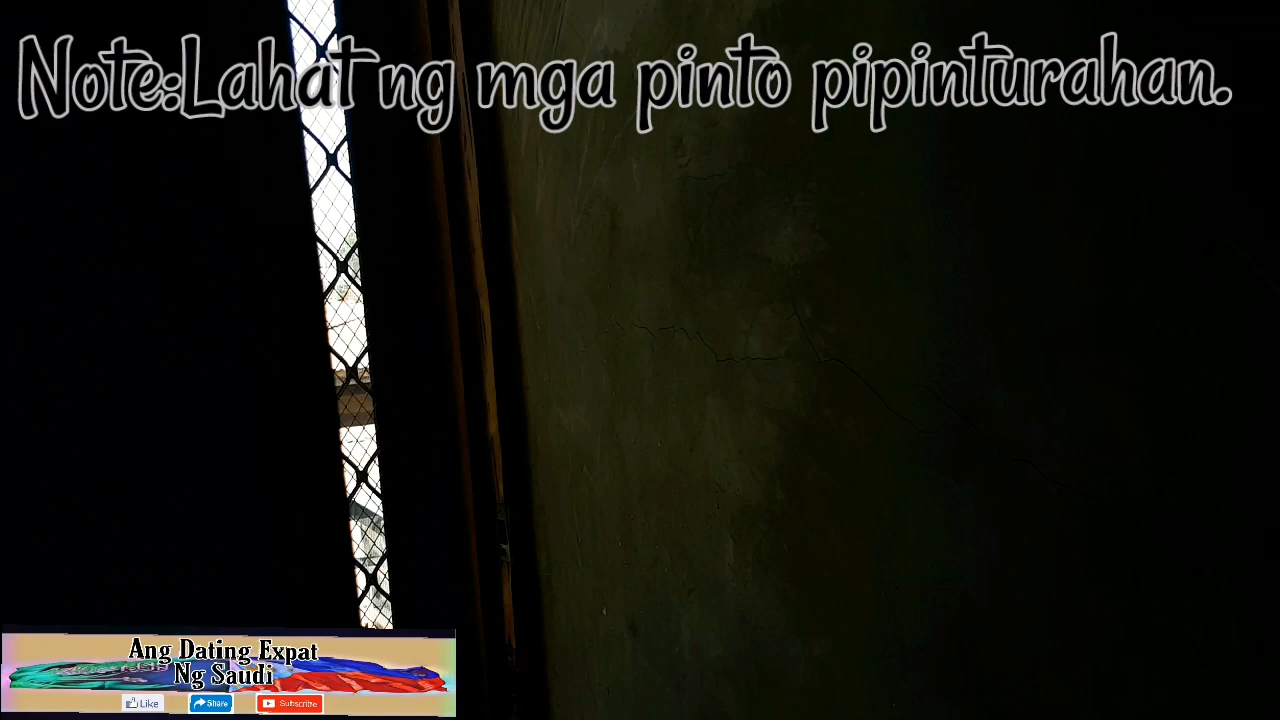 Note:Lahat ng mga pinto pipinturahan.
Ang Dating Expat
Ng Saudi
Like
Share
Subscribe